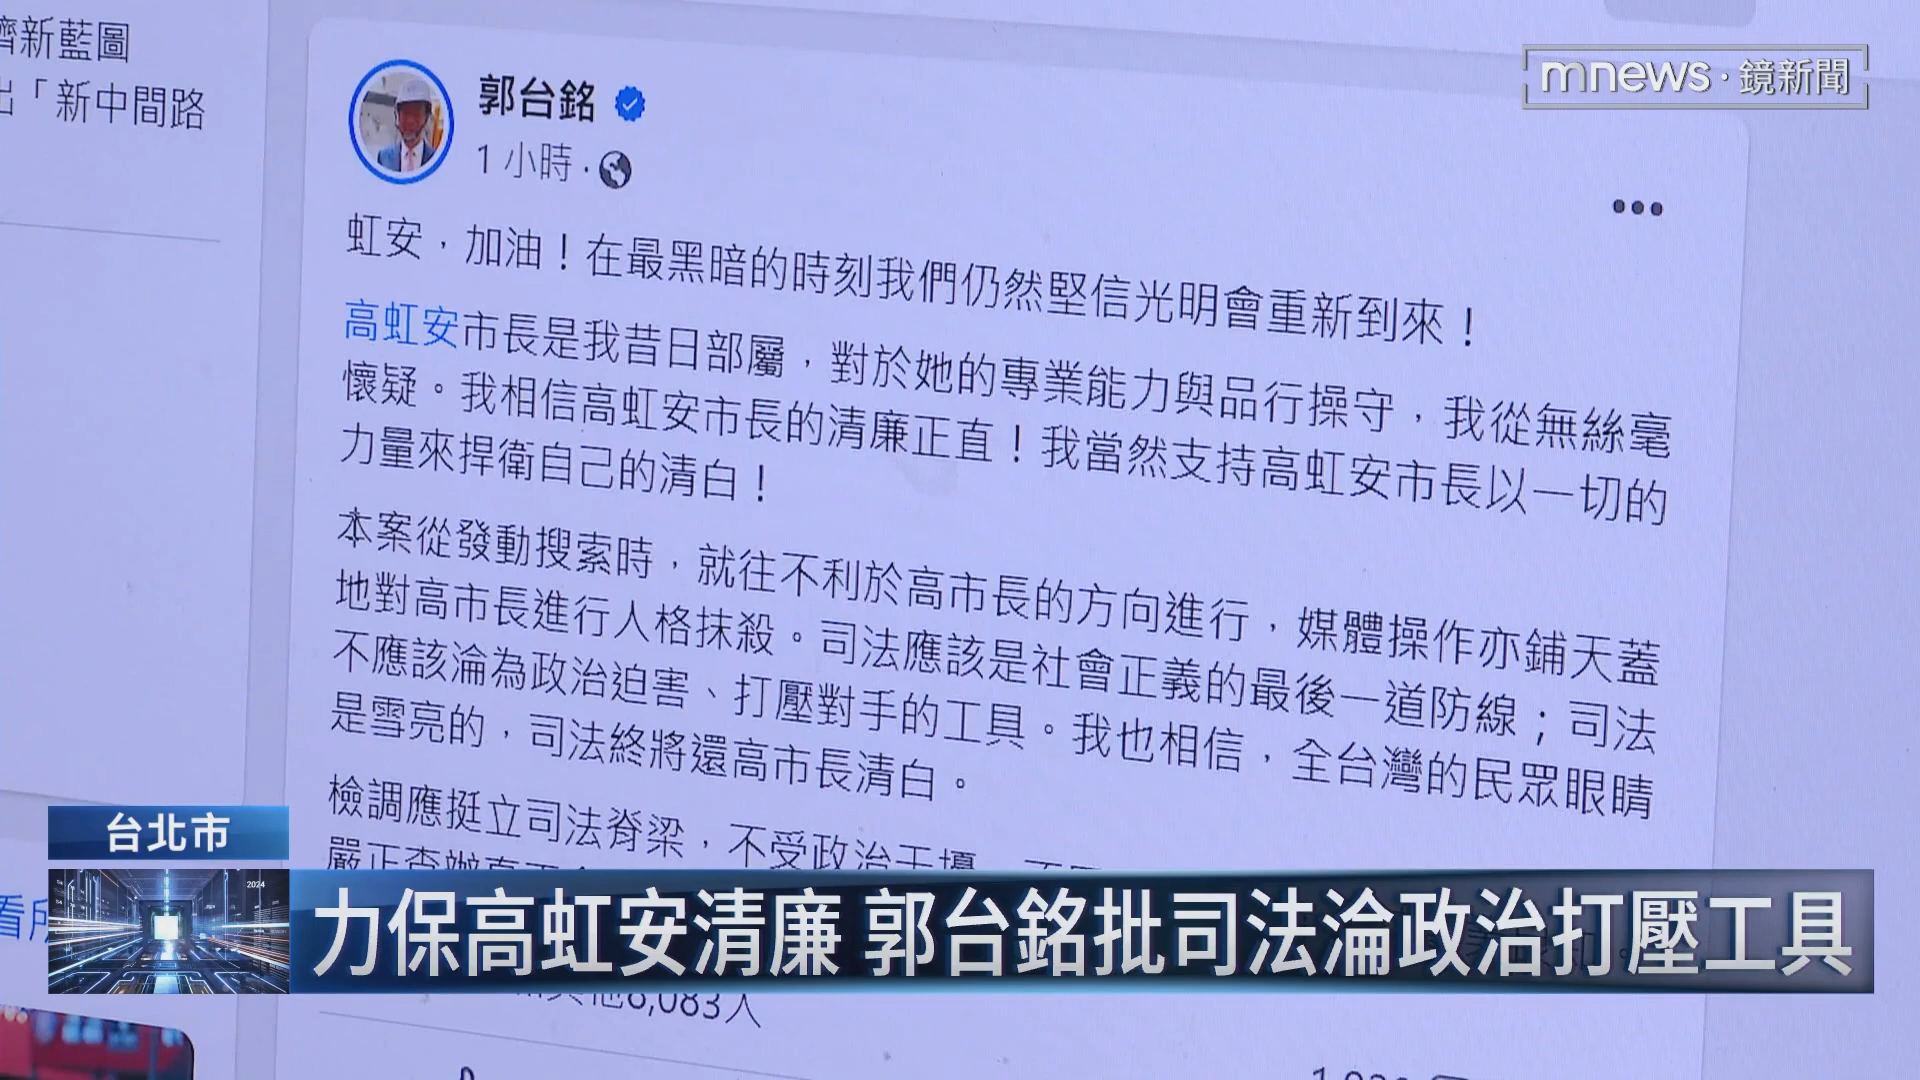 濟新藍圖
出「新中間路
郭台銘
1 小時
mnews·鏡新聞
虹安，加油！在最黑暗的時刻我們仍然堅信光明會重新到來！
高虹安市長是我昔日部屬，對於她的專業能力與品行操守，我從無絲毫
懷疑。我相信高虹安市長的清廉正直！我當然支持高虹安市長以一切的
力量來捍衛自己的清白！
本案從發動搜索時，就往不利於高市長的方向進行，媒體操作亦鋪天蓋
地對高市長進行人格抹殺。司法應該是社會正義的最後一道防線；司法
不應該淪為政治迫害、打壓對手的工具。我也相信，全台灣的民眾眼睛
是雪亮的，司法終將還高市長清白。
檢調應挺立司法脊梁，不受政治干擾
嚴正查辦
台北市
2024
看所
力保高虹安清廉 郭台銘批司法淪政治打壓工具
其他8,083人